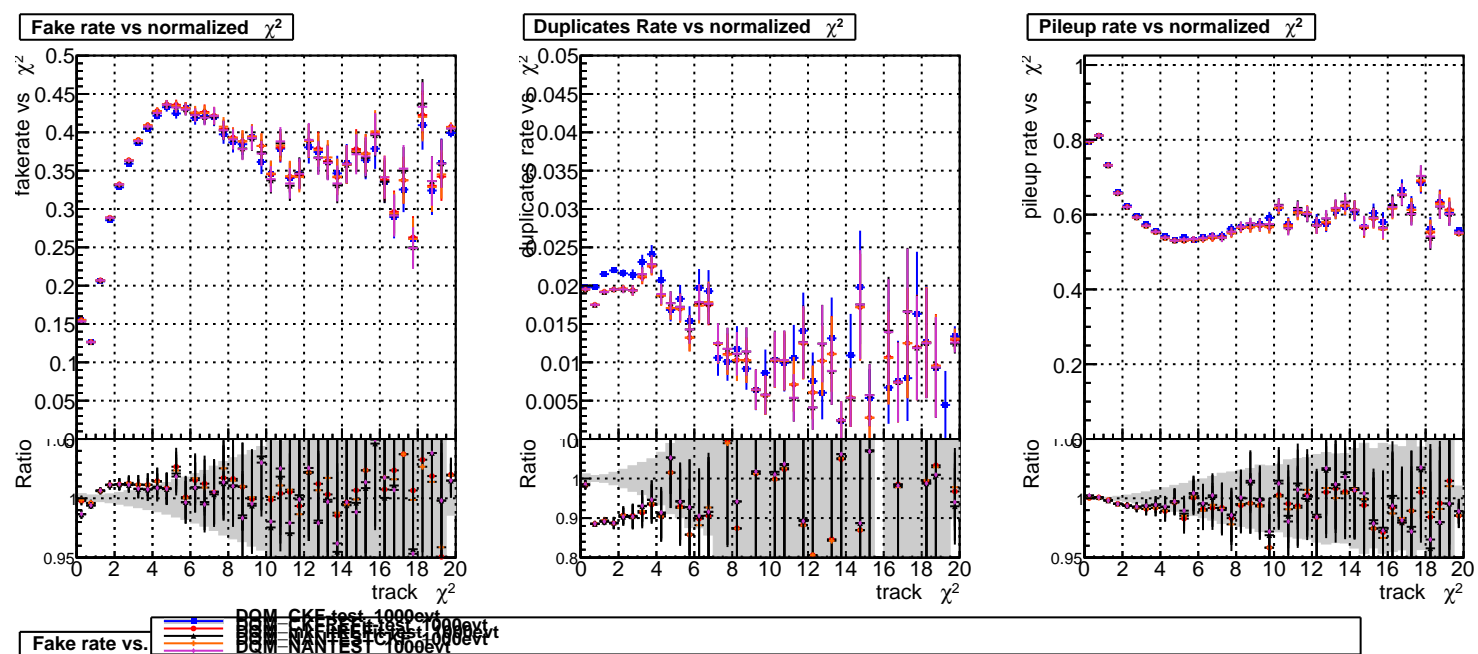 Fake rate vs normalized χ²
fakerate vs χ²
0.5
0.45
0.4
0.35
0.3
0.25
0.2
0.15
0.1
0.05
Ratio
1
0.95
0 2 4 6 8 10 12 14 16 18 20
track χ²
Duplicates Rate vs normalized χ²
duplicates rate vs χ²
0.05
0.045
0.04
0.035
0.03
0.025
0.02
0.015
0.01
0.005
Ratio
1
0.9
0.8
0 2 4 6 8 10 12 14 16 18 20
track χ²
Pileup rate vs normalized χ²
pileup rate vs χ²
1
0.8
0.6
0.4
0.2
0
Ratio
1
0.95
0 2 4 6 8 10 12 14 16 18 20
track χ²
Fake rate vs.
DQM_CKF-test_1000evt
DQM_NANTEST_1000evt